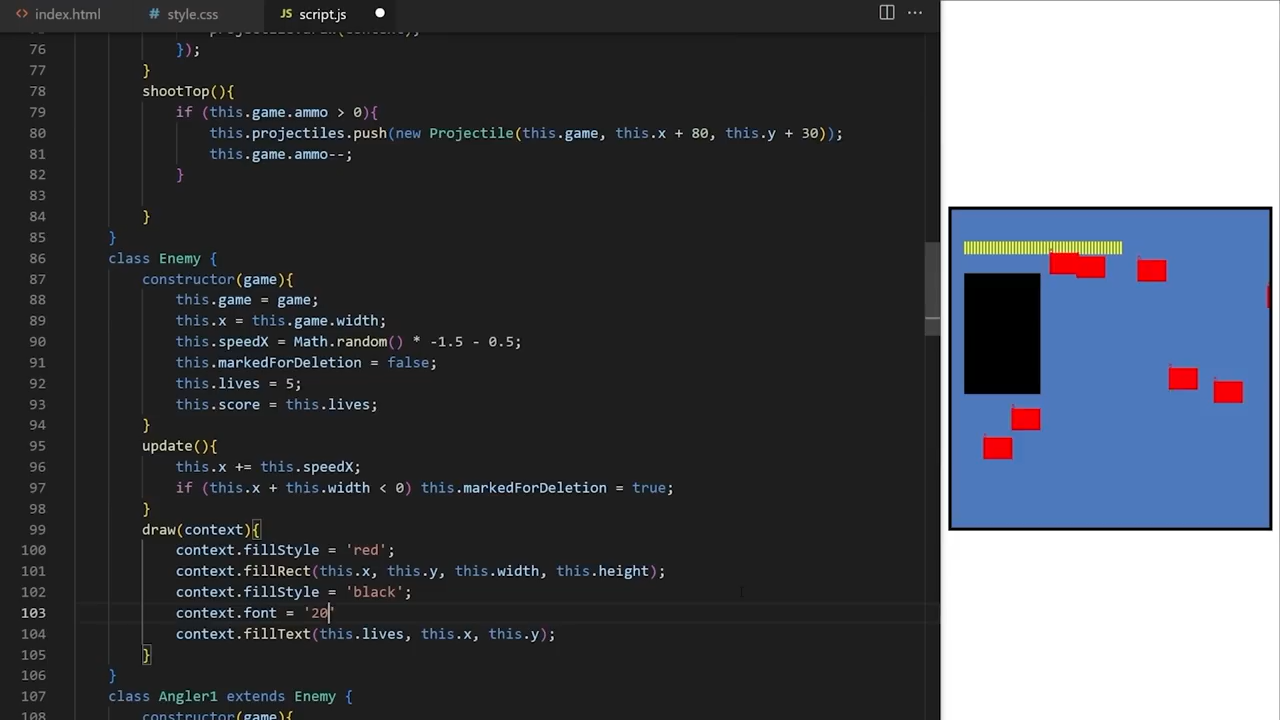 index.html
# style.css
JS script.js
76 });
77 }
78 shootTop(){
79 if (this.game.ammo > 0){
80 this.projectiles.push(new Projectile(this.game, this.x + 80, this.y + 30));
81 this.game.ammo--;
82 }
83
84 }
85 }
86 class Enemy {
87 constructor(game){
88 this.game = game;
89 this.x = this.game.width;
90 this.speedX = Math.random() * -1.5 - 0.5;
91 this.markedForDeletion = false;
92 this.lives = 5;
93 this.score = this.lives;
94 }
95 update(){
96 this.x += this.speedX;
97 if (this.x + this.width < 0) this.markedForDeletion = true;
98 }
99 draw(context){
100 context.fillStyle = 'red';
101 context.fillRect(this.x, this.y, this.width, this.height);
102 context.fillStyle = 'black';
103 context.font = '20'
104 context.fillText(this.lives, this.x, this.y);
105 }
106 }
107 class Angler1 extends Enemy {
108 constructor(game){